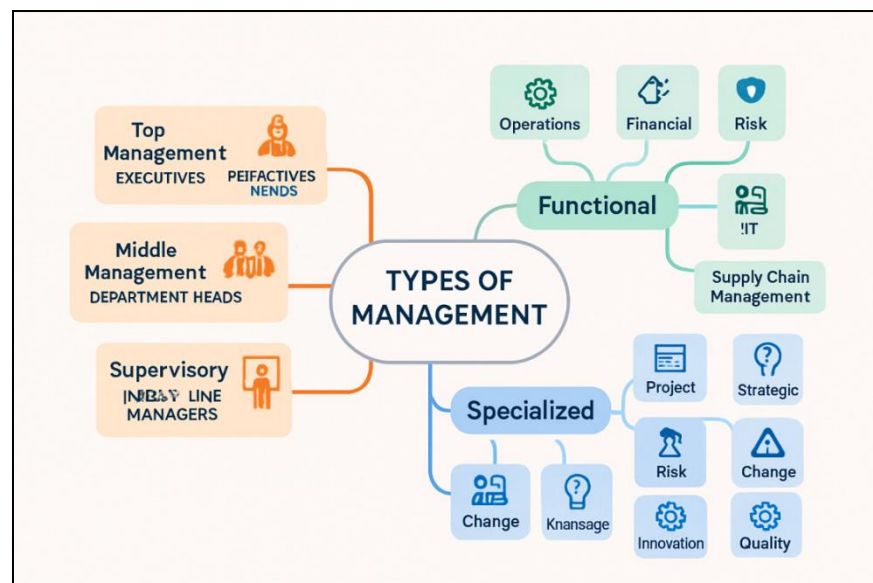 TYPES OF
MANAGEMENT
Top
Management
EXECUTIVES
PEIFACTIVES
NENDS
Middle
Management
DEPARTMENT HEADS
Supervisory
LINE
MANAGERS
Functional
Operations
Financial
Risk
!IT
Supply Chain
Management
Specialized
Project
Strategic
Risk
Change
Innovation
Quality
Change
Knansage